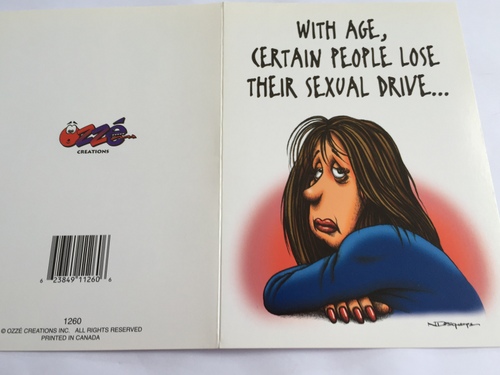 WITH AGE,
CERTAIN PEOPLE LOSE
THEIR SEXUAL DRIVE...
OZZÉ
CREATIONS
6 23849 11260 6
1260
© OZZÉ CREATIONS INC. ALL RIGHTS RESERVED
PRINTED IN CANADA